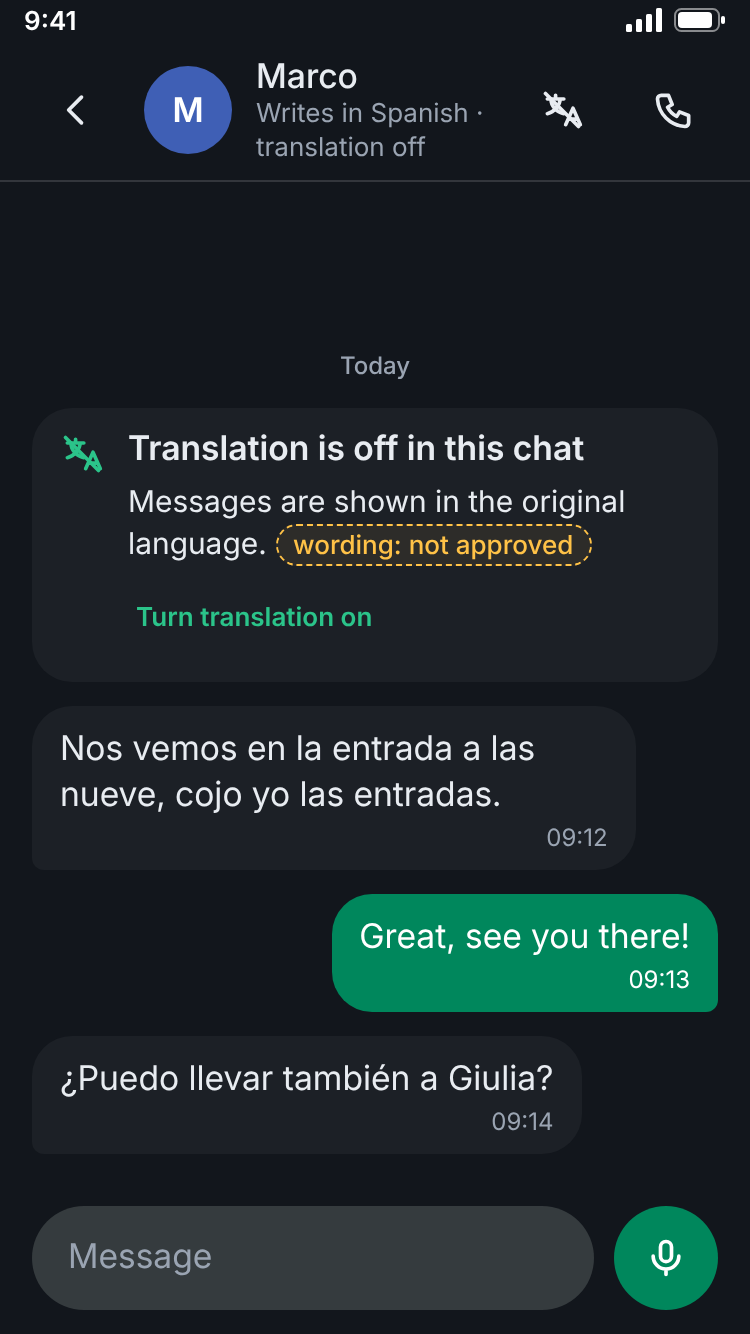 9:41
M
Marco
Writes in Spanish ·
translation off
Today
Translation is off in this chat
Messages are shown in the original
language. wording: not approved
Turn translation on
Nos vemos en la entrada a las
nueve, cojo yo las entradas.
09:12
Great, see you there!
09:13
¿Puedo llevar también a Giulia?
09:14
Message